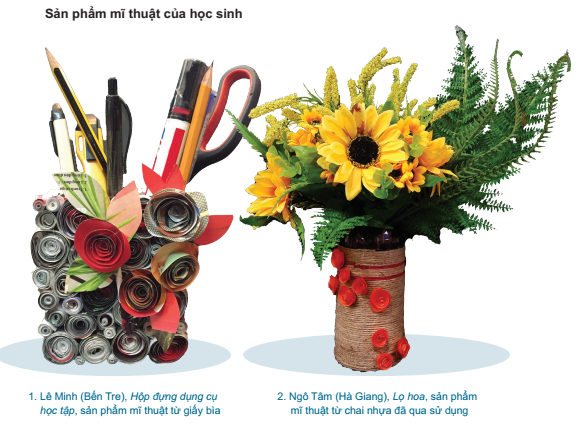 Sản phẩm mĩ thuật của học sinh
1. Lê Minh (Bến Tre), Hộp đựng dụng cụ
học tập, sản phẩm mĩ thuật từ giấy bìa
2. Ngô Tâm (Hà Giang), Lọ hoa, sản phẩm
mĩ thuật từ chai nhựa đã qua sử dụng